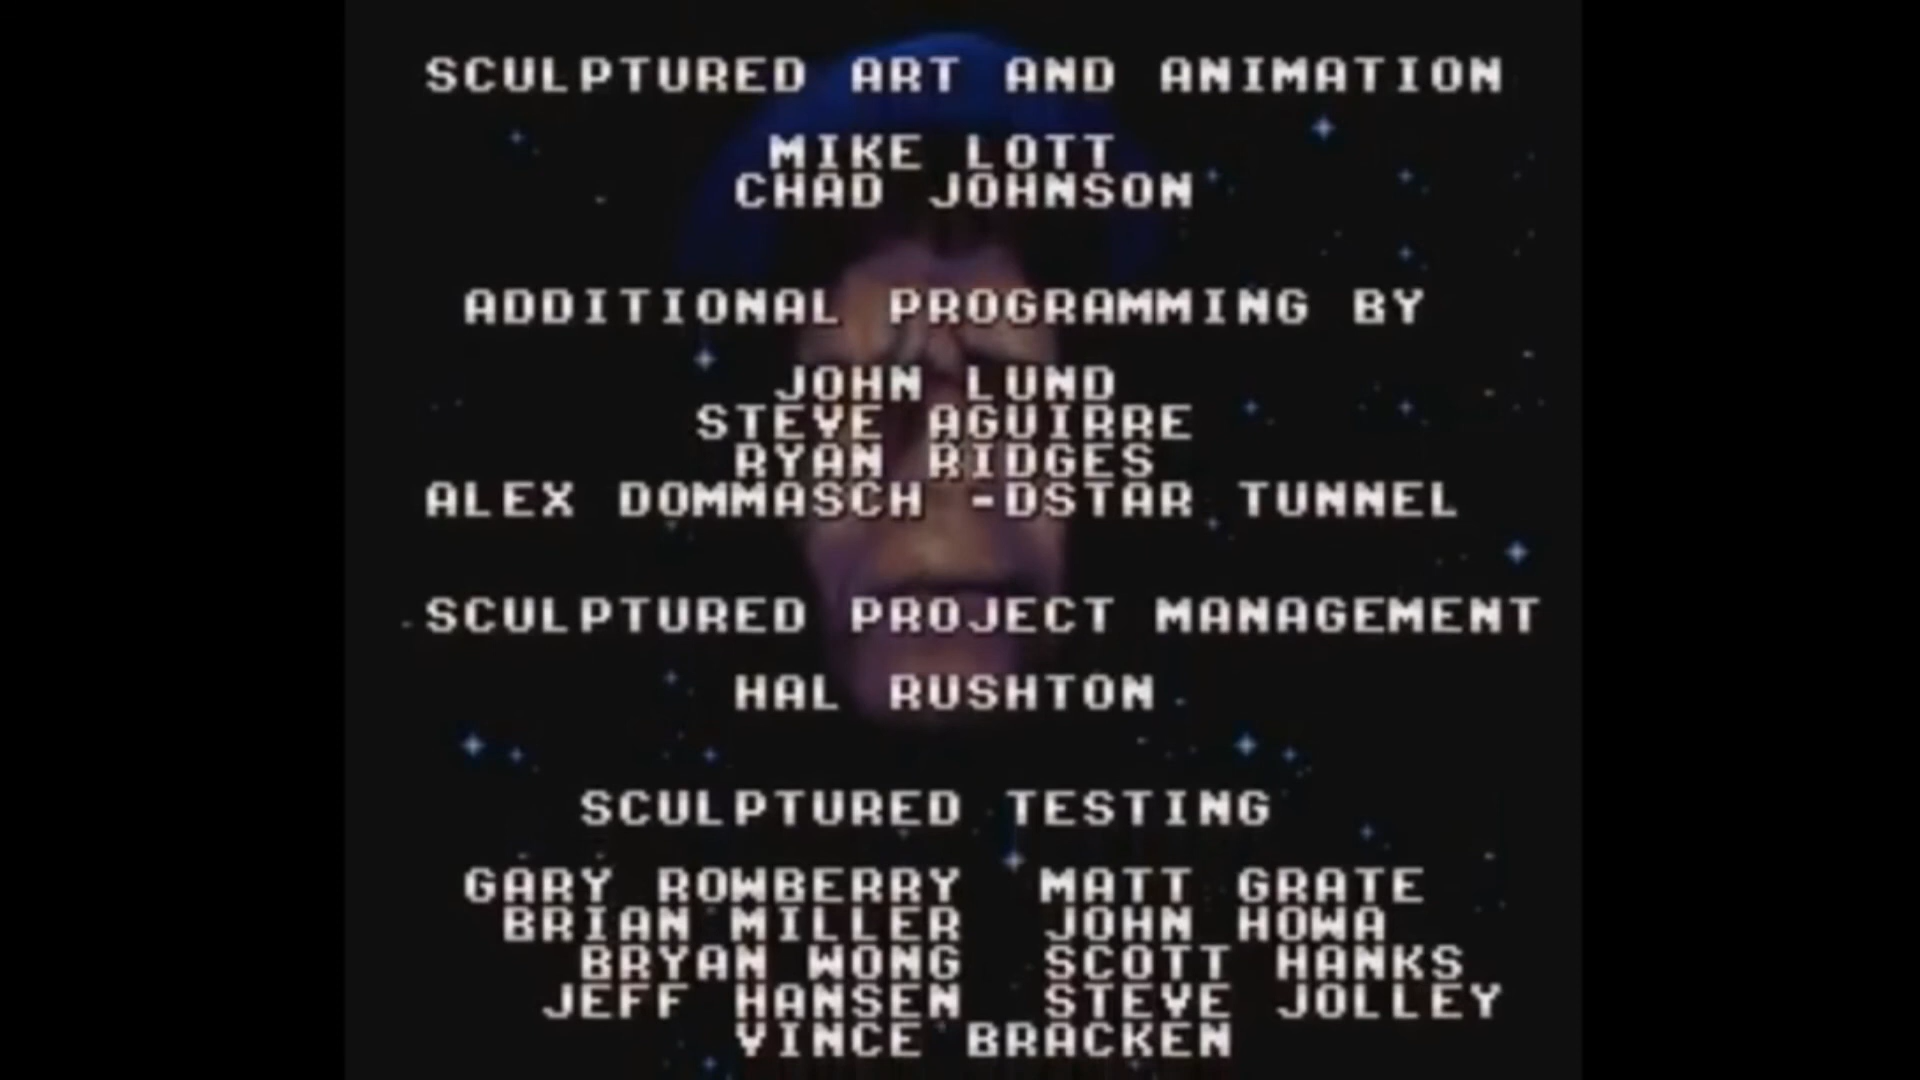 SCULPTURED ART AND ANIMATION
MIKE LOTT
CHAD JOHNSON
ADDITIONAL PROGRAMMING BY
JOHN LUND
STEVE AGUIRRE
RYAN RIDGES
ALEX DOMMASCH -DSTAR TUNNEL
SCULPTURED PROJECT MANAGEMENT
HAL RUSHTON
SCULPTURED TESTING
GARY ROWBERRY MATT GRATE
BRIAN MILLER JOHN HOWA
BRYAN WONG SCOTT HANKS
JEFF HANSEN STEVE JOLLEY
VINCE BRACKEN